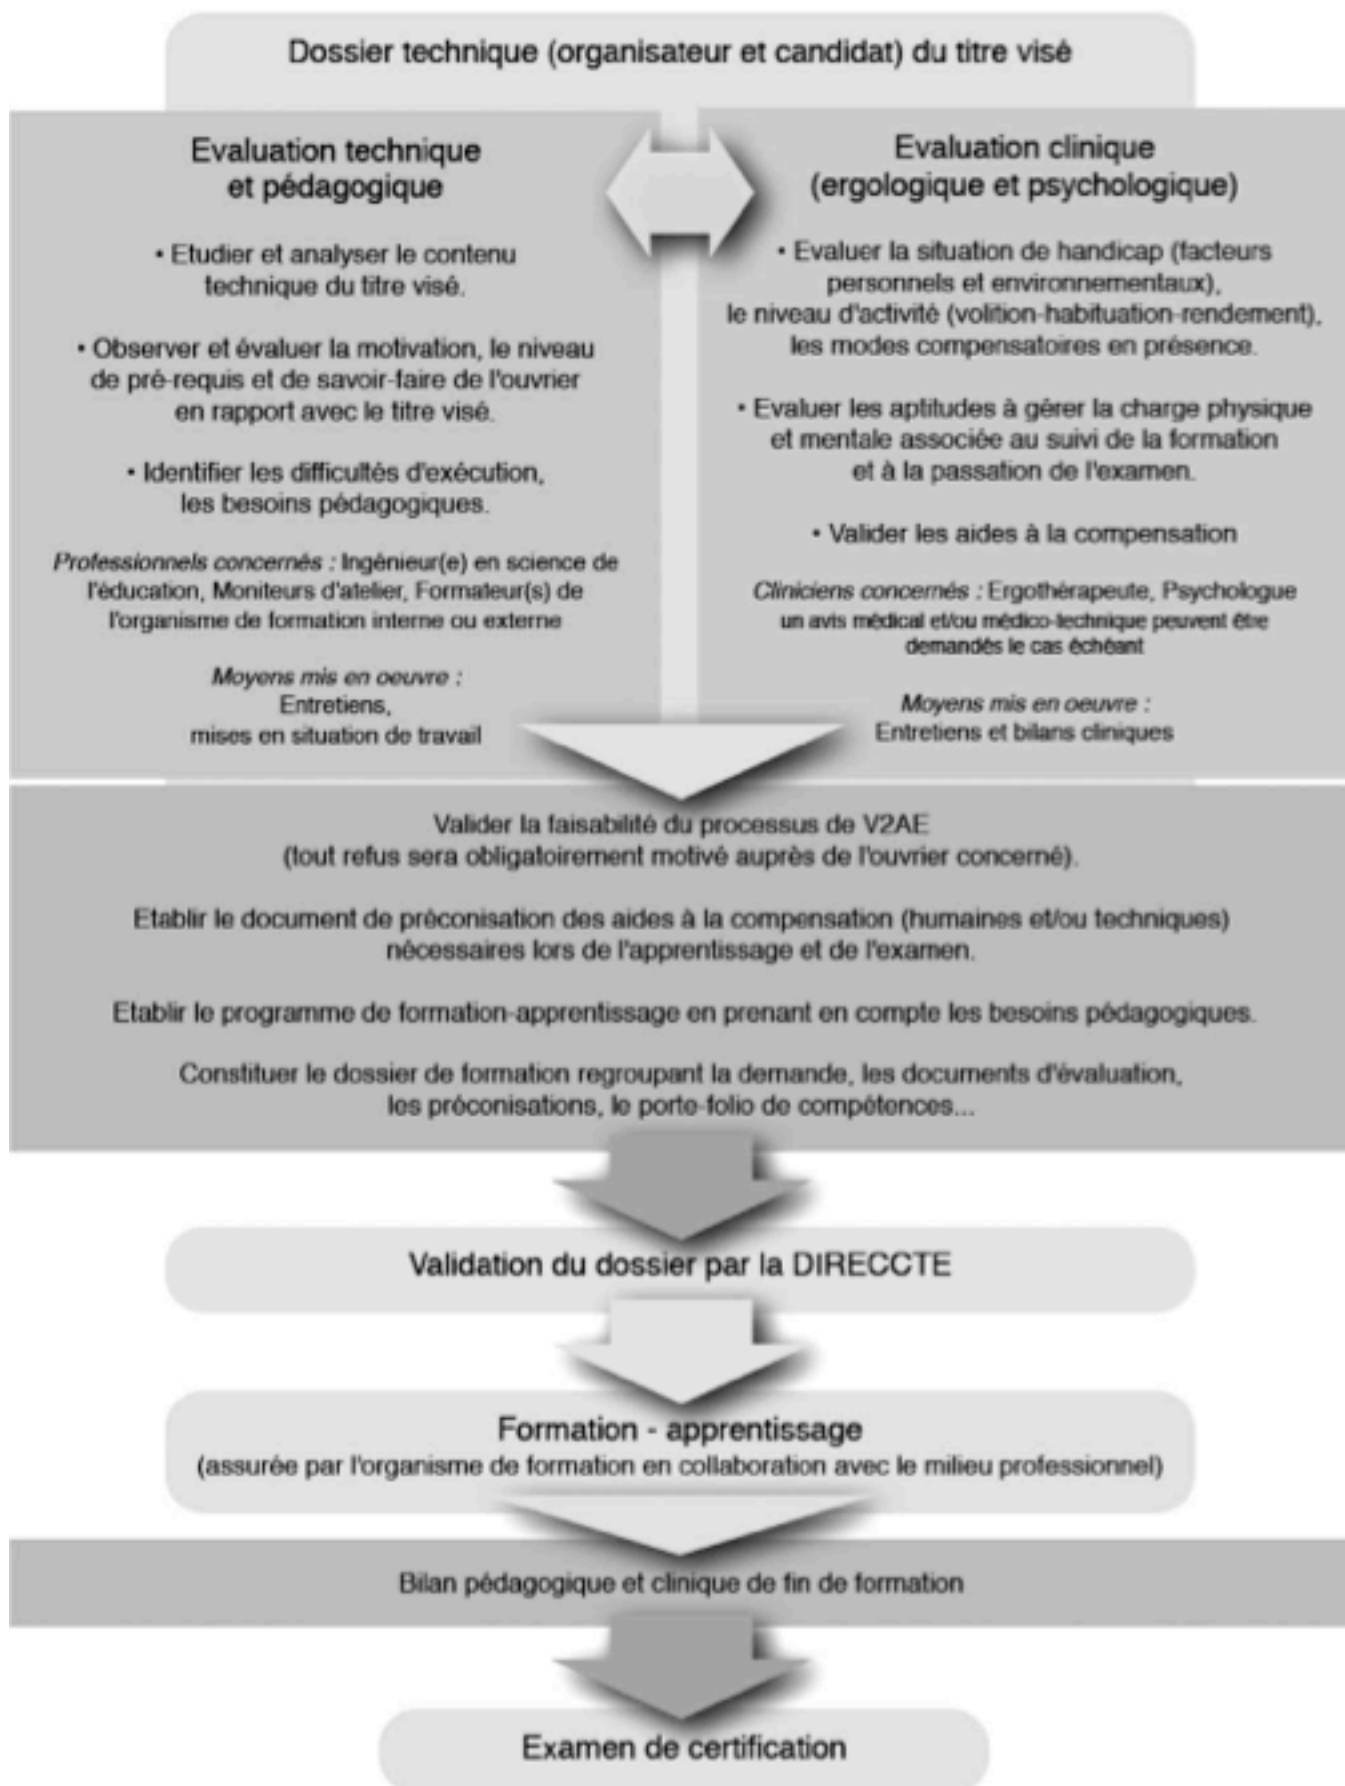 Dossier technique (organisateur et candidat) du titre visé
Evaluation technique
et pédagogique
• Etudier et analyser le contenu
technique du titre visé.
• Observer et évaluer la motivation, le niveau
de pré-requis et de savoir-faire de l'ouvrier
en rapport avec le titre visé.
• Identifier les difficultés d'exécution,
les besoins pédagogiques.
Professionnels concernés : Ingénieur(e) en science de
l'éducation, Moniteurs d'atelier, Formateur(s) de
l'organisme de formation interne ou externe
Moyens mis en oeuvre :
Entretiens,
mises en situation de travail
Evaluation clinique
(ergologique et psychologique)
• Evaluer la situation de handicap (facteurs
personnels et environnementaux),
le niveau d'activité (volition-habituation-rendement),
les modes compensatoires en présence.
• Evaluer les aptitudes à gérer la charge physique
et mentale associée au suivi de la formation
et à la passation de l'examen.
• Valider les aides à la compensation
Cliniciens concernés : Ergothérapeute, Psychologue
un avis médical et/ou médico-technique peuvent être
demandés le cas échéant
Moyens mis en oeuvre :
Entretiens et bilans cliniques
Valider la faisabilité du processus de V2AE
(tout refus sera obligatoirement motivé auprès de l'ouvrier concerné).
Etablir le document de préconisation des aides à la compensation (humaines et/ou techniques)
nécessaires lors de l'apprentissage et de l'examen.
Etablir le programme de formation-apprentissage en prenant en compte les besoins pédagogiques.
Constituer le dossier de formation regroupant la demande, les documents d'évaluation,
les préconisations, le porte-folio de compétences...
Validation du dossier par la DIRECCTE
Formation - apprentissage
(assurée par l'organisme de formation en collaboration avec le milieu professionnel)
Bilan pédagogique et clinique de fin de formation
Examen de certification